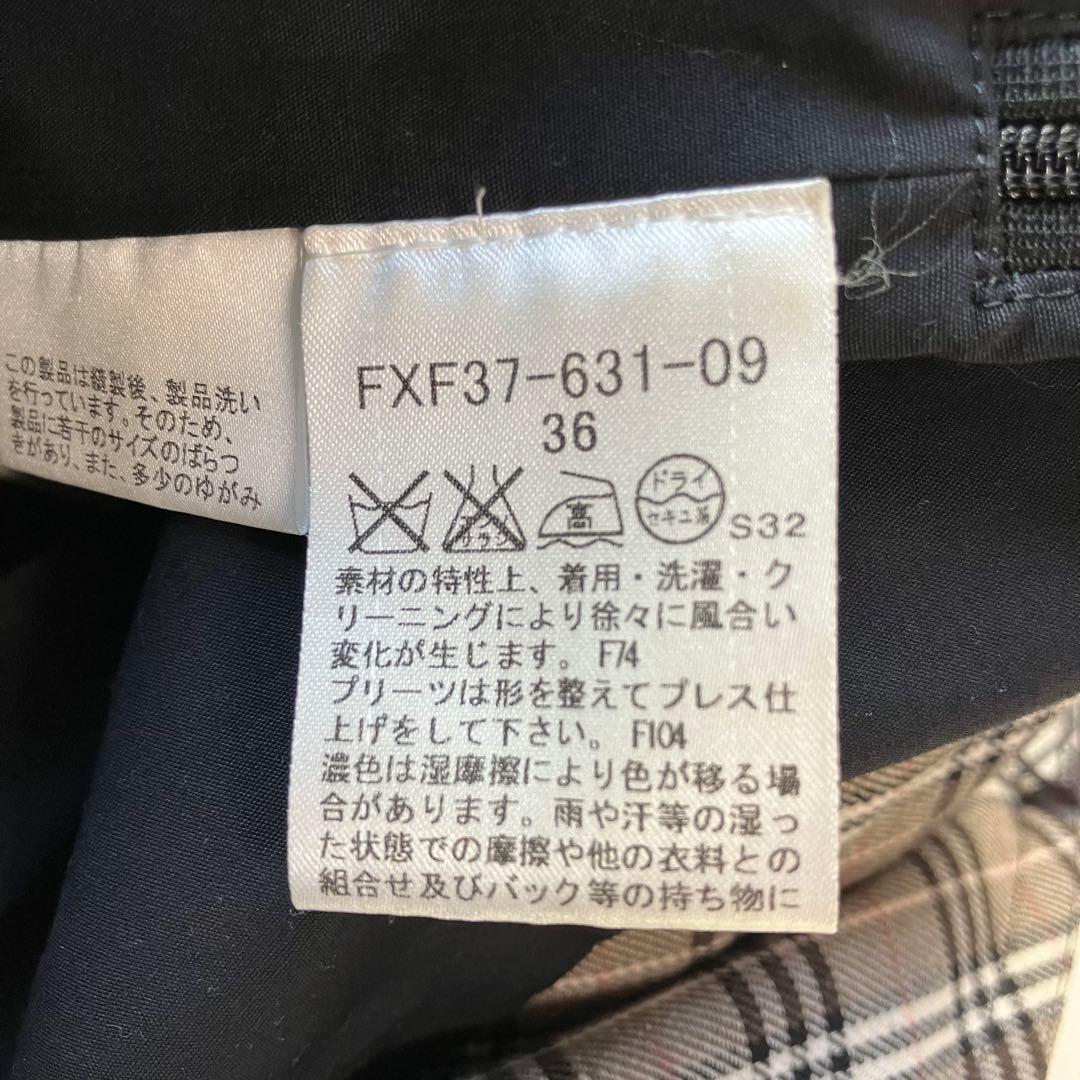 この製品は縫製後、製品洗い
を行っています。そのため、
製品に若干のサイズのばらつ
きがあり、また、多少のゆがみ
FXF37-631-09
36
高
ドライ
セキユ系
S32
素材の特性上、着用・洗濯・ク
リーニングにより徐々に風合い
変化が生じます。 F74
プリーツは形を整えてプレス仕
上げをして下さい。 F104
濃色は湿摩擦により色が移る場
合があります。雨や汗等の湿っ
た状態での摩擦や他の衣料との
組合せ及びバック等の持ち物に